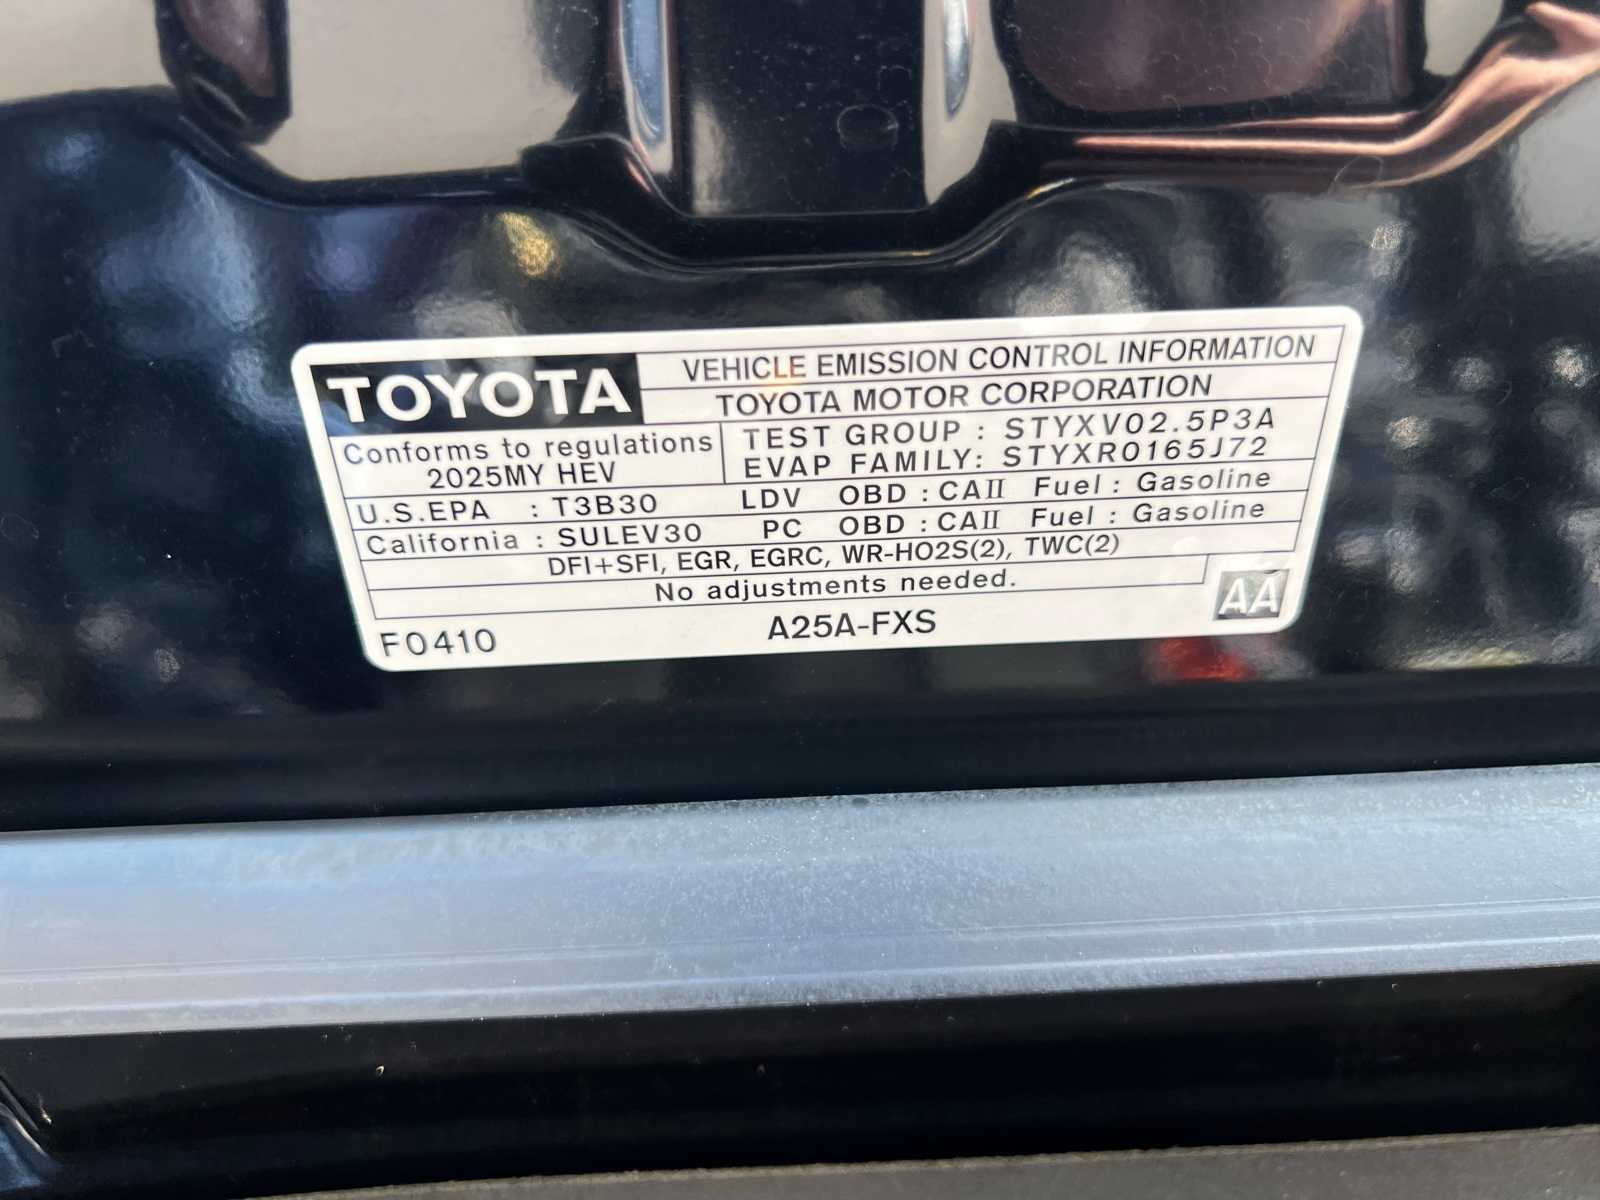 TOYOTA
VEHICLE EMISSION CONTROL INFORMATION
TOYOTA MOTOR CORPORATION
Conforms to regulations
2025MY HEV
TEST GROUP : STYXV02.5P3A
EVAP FAMILY: STYXR0165J72
U.S.EPA : T3B30 LDV OBD : CAII Fuel : Gasoline
California : SULEV30 PC OBD : CAII Fuel : Gasoline
DFI+SFI, EGR, EGRC, WR-HO2S(2), TWC(2)
No adjustments needed.
F0410
A25A-FXS
AA